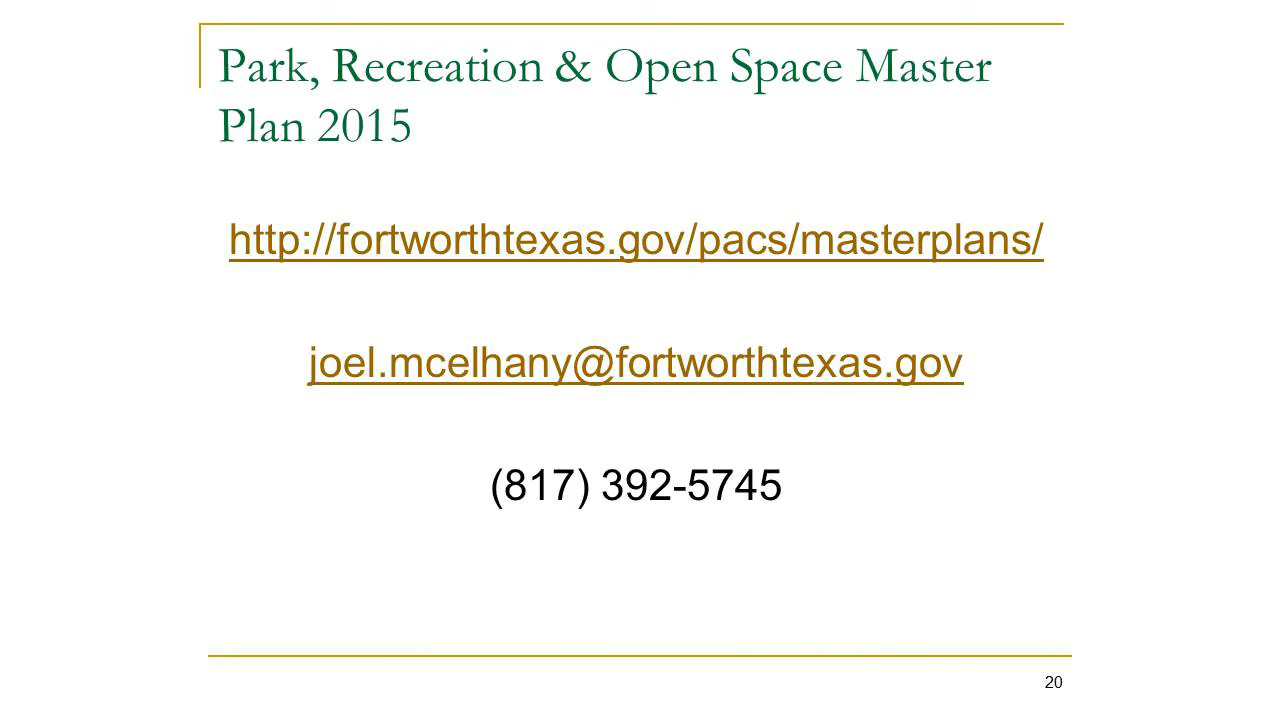 Park, Recreation & Open Space Master
Plan 2015
http://fortworthtexas.gov/pacs/masterplans/
joel.mcelhany@fortworthtexas.gov
(817) 392-5745
20